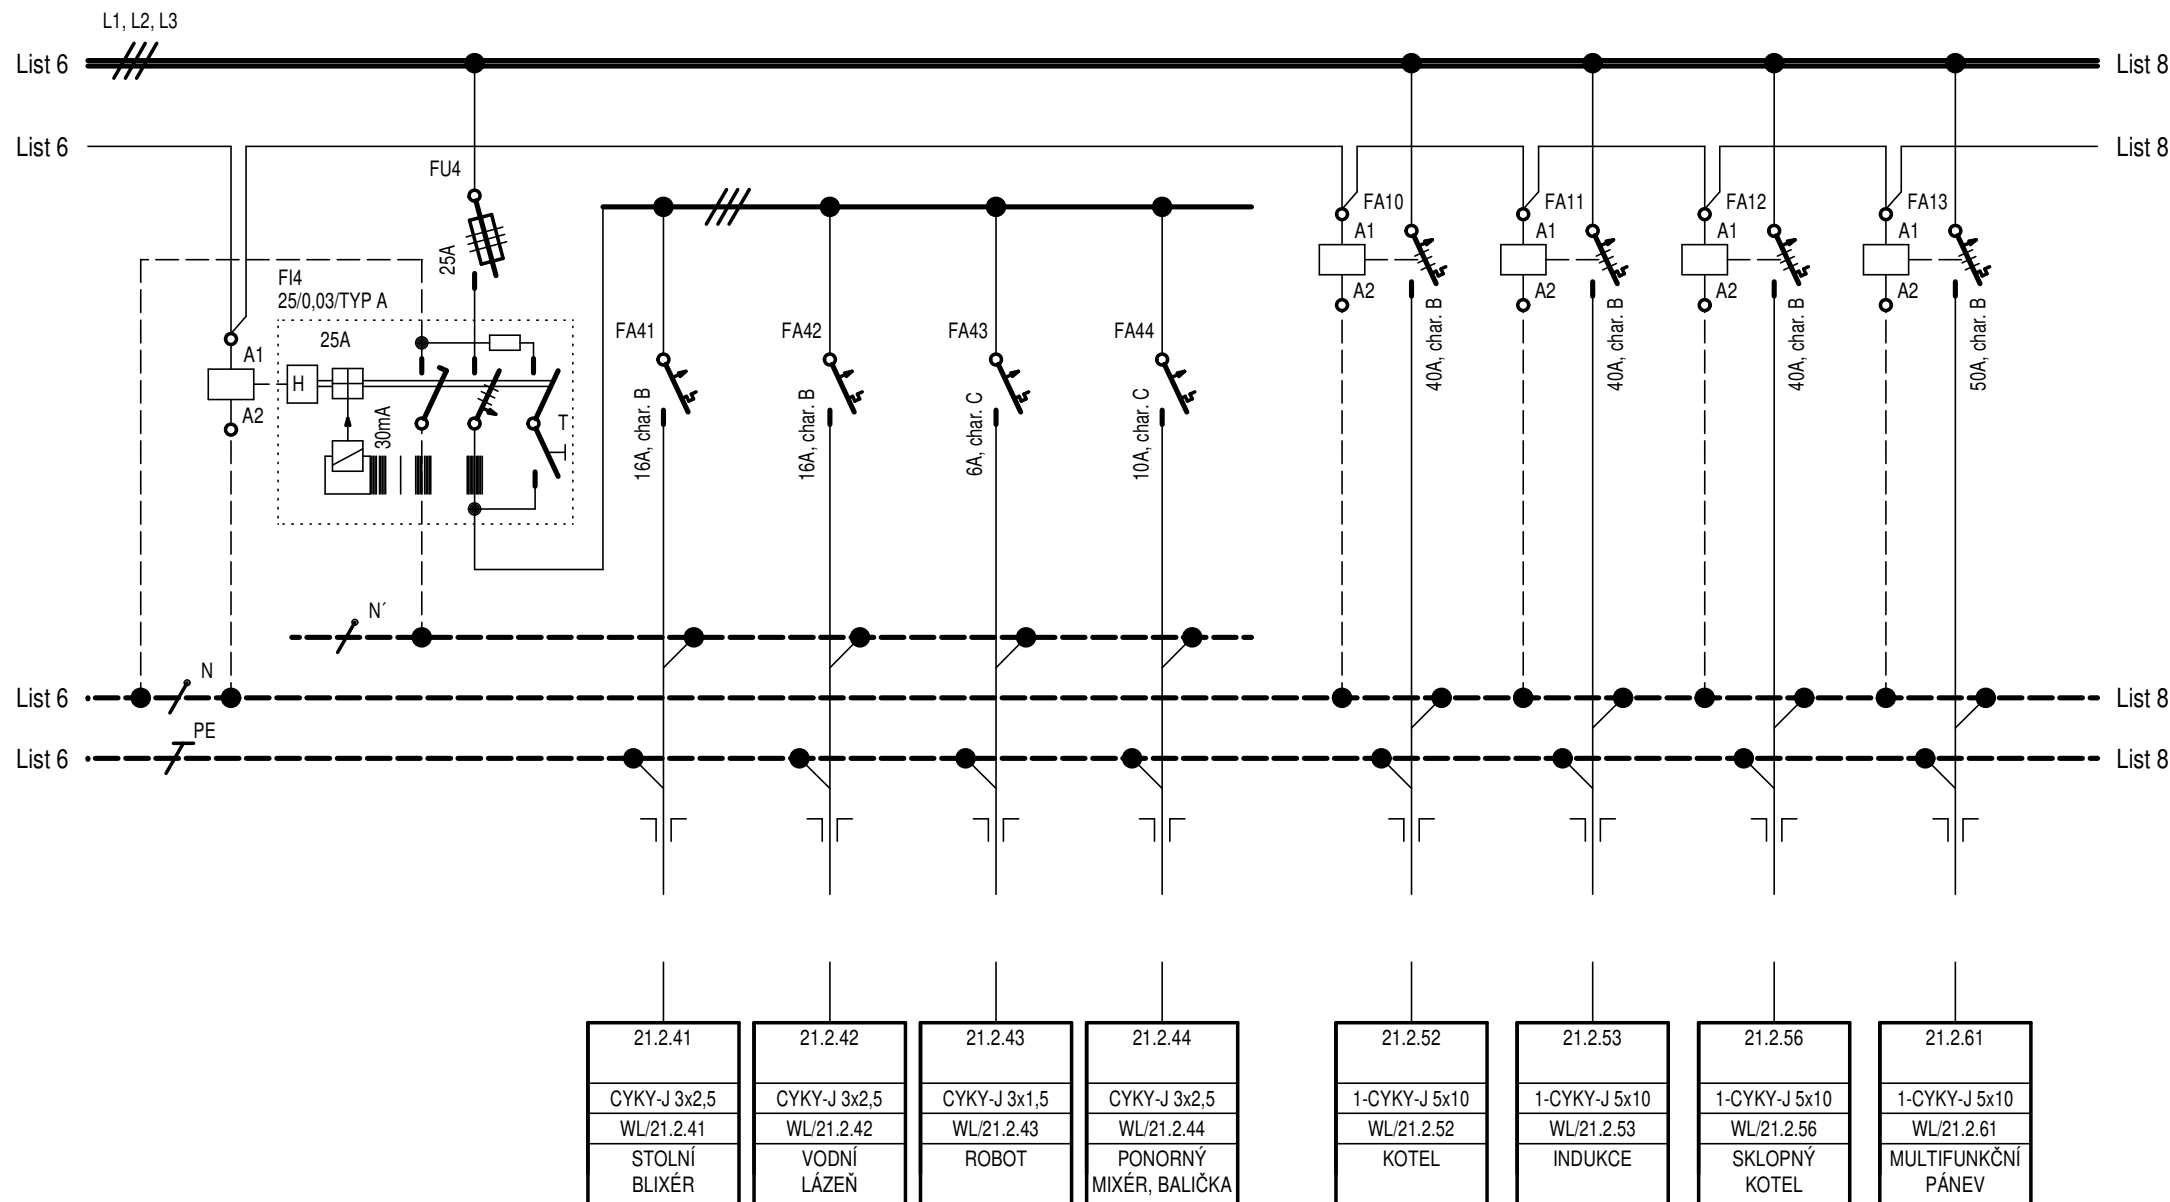 L1, L2, L3
List 6
List 8
List 6
List 8
FU4
25A
FA10
A1
A2
40A, char. B
FA11
A1
A2
40A, char. B
FA12
A1
A2
40A, char. B
FA13
A1
A2
50A, char. B
FI4
25/0,03/TYP A
25A
A1
A2
H
30mA
T
FA41
16A, char. B
FA42
16A, char. B
FA43
6A, char. C
FA44
10A, char. C
N´
N
List 6
List 8
PE
List 6
List 8
21.2.41
CYKY-J 3x2,5
WL/21.2.41
STOLNÍ
BLIXÉR
21.2.42
CYKY-J 3x2,5
WL/21.2.42
VODNÍ
LÁZEŇ
21.2.43
CYKY-J 3x1,5
WL/21.2.43
ROBOT
21.2.44
CYKY-J 3x2,5
WL/21.2.44
PONORNÝ
MIXÉR, BALIČKA
21.2.52
1-CYKY-J 5x10
WL/21.2.52
KOTEL
21.2.53
1-CYKY-J 5x10
WL/21.2.53
INDUKCE
21.2.56
1-CYKY-J 5x10
WL/21.2.56
SKLOPNÝ
KOTEL
21.2.61
1-CYKY-J 5x10
WL/21.2.61
MULTIFUNKČNÍ
PÁNEV